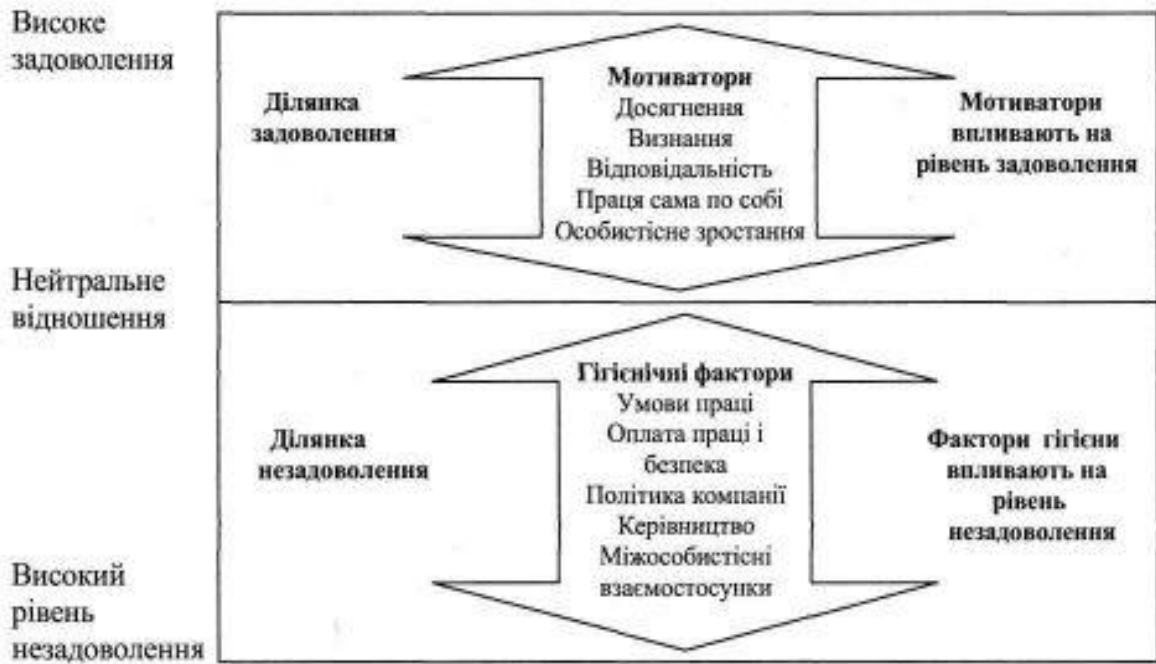 Високе
задоволення
Ділянка
задоволення
Мотиватори
Досягнення
Визнання
Відповідальність
Праця сама по собі
Особистісне зростання
Мотиватори
впливають на
рівень задоволення
Нейтральне
відношення
Ділянка
незадоволення
Гігієнічні фактори
Умови праці
Оплата праці і
безпека
Політика компанії
Керівництво
Міжособистісні
взаємостосунки
Фактори гігієни
впливають на
рівень
незадоволення
Високий
рівень
незадоволення